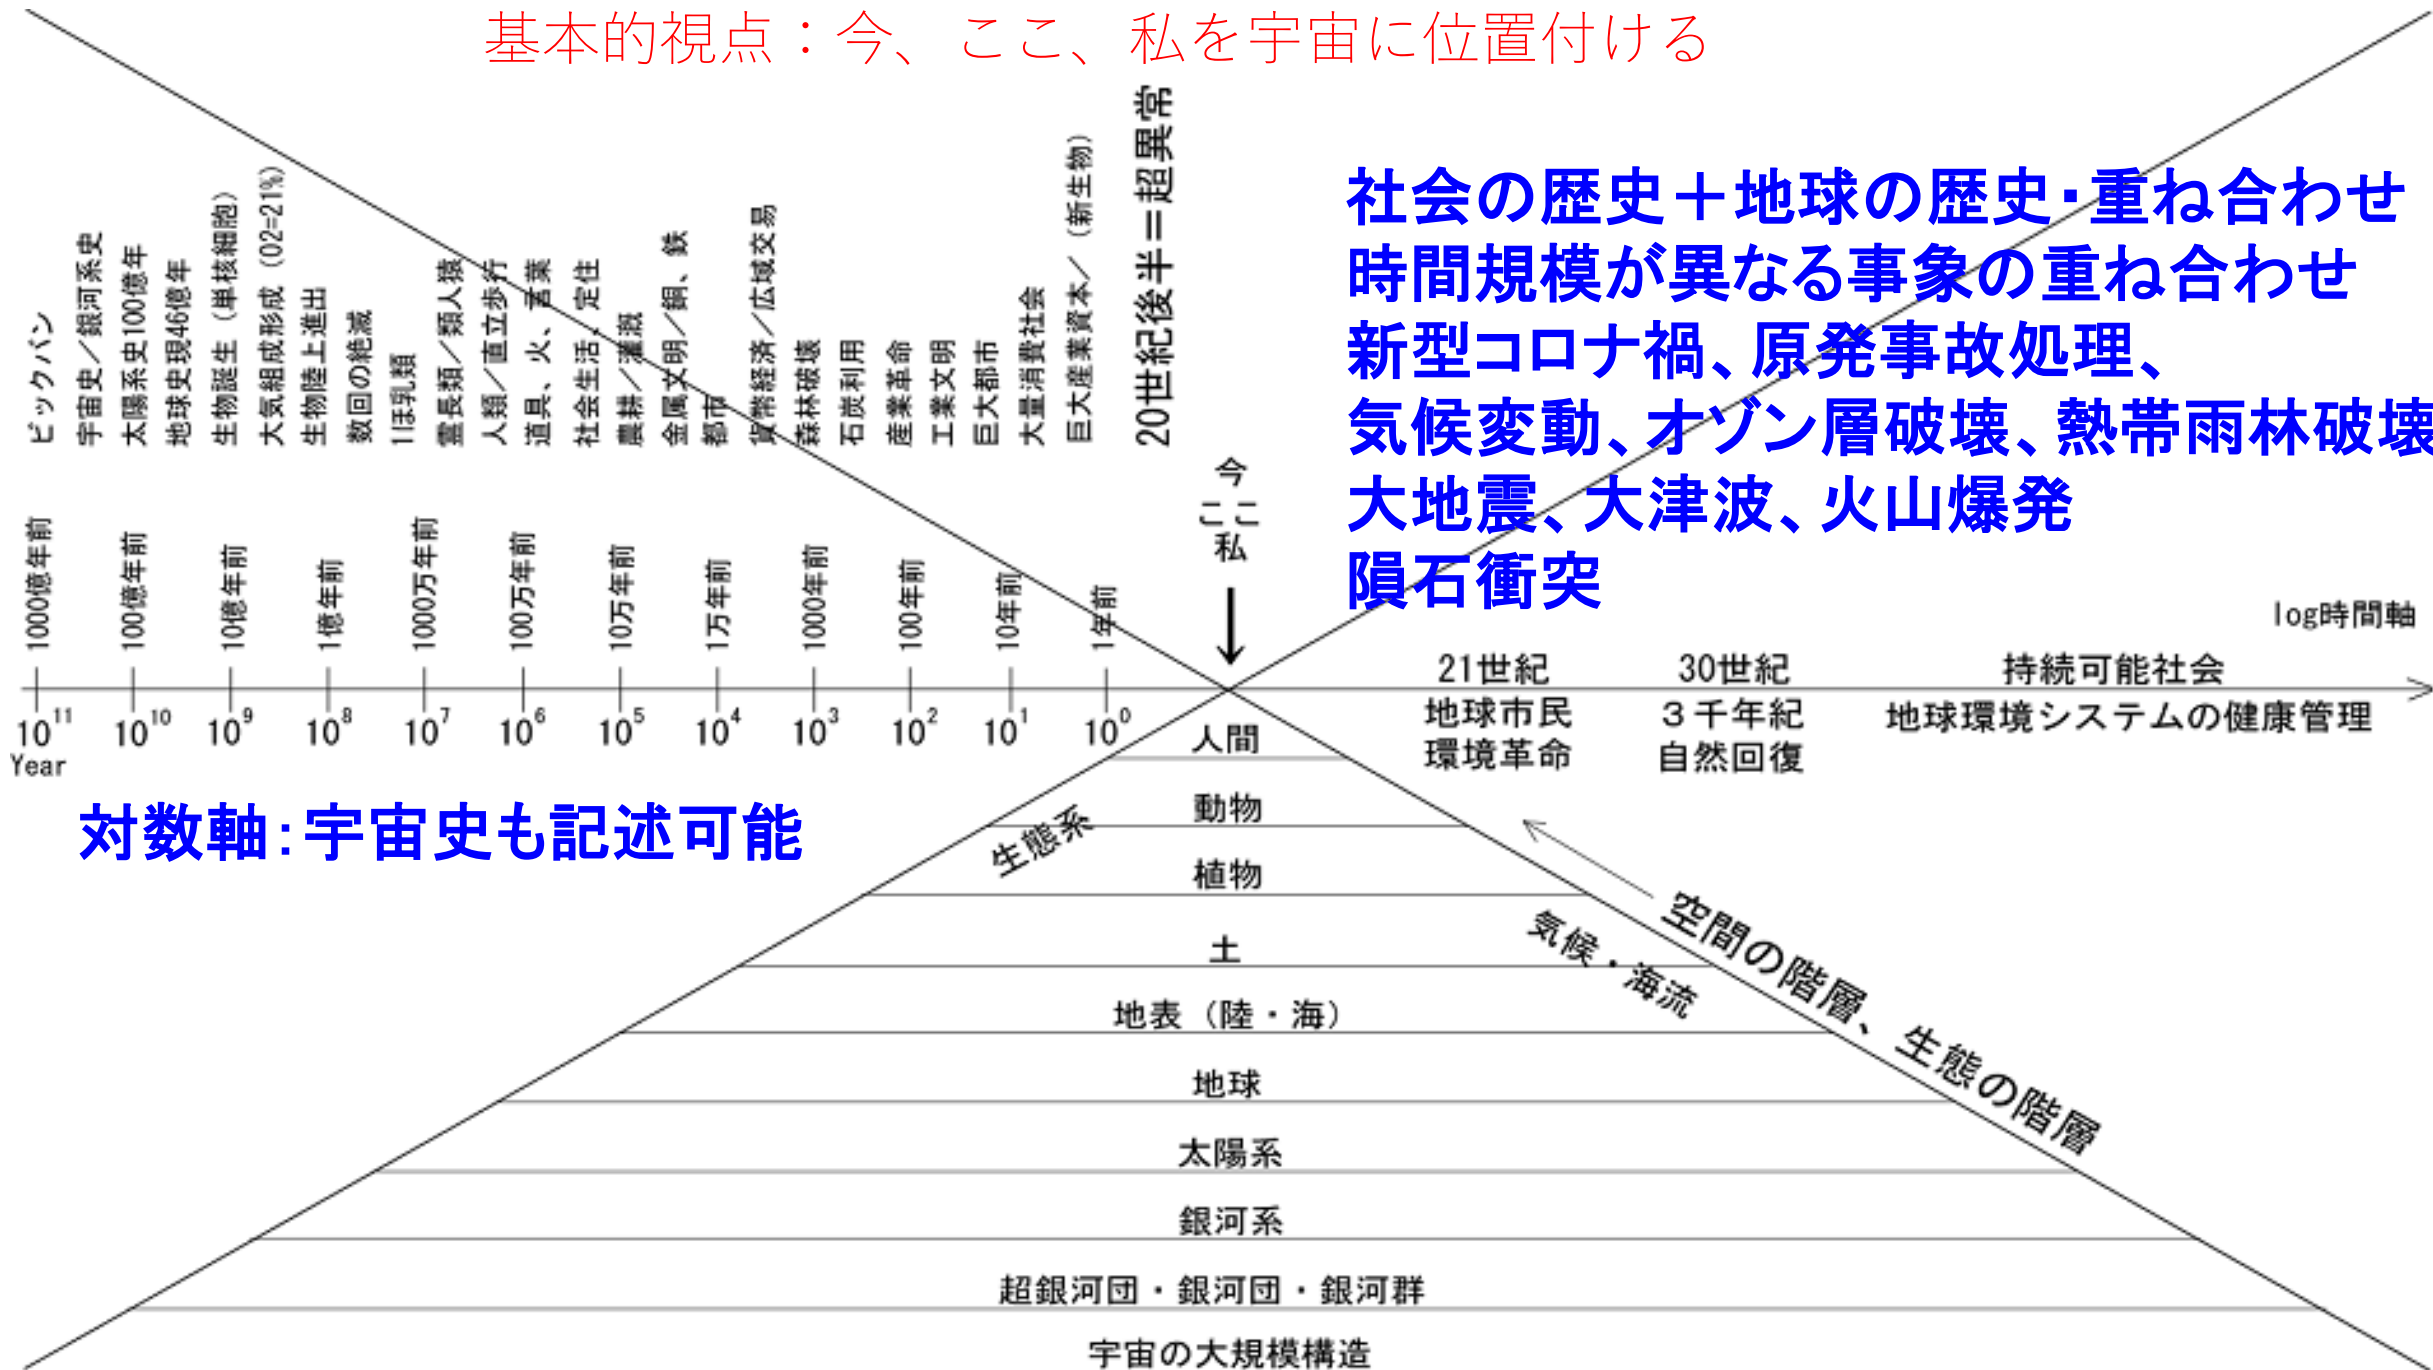 基本的視点：今、ここ、私を宇宙に位置付ける
ビックバン
宇宙史／銀河系史
太陽系史100億年
地球史現46億年
生物誕生（単核細胞）
大気組成形成（O2=21%）
生物陸上進出
数回の絶滅
ほ乳類
霊長類／類人猿
人類／直立歩行
道具、火、言葉
社会生活、定住
農耕／灌漑
金属文明／銅、鉄
都市
貨幣経済／広域交易
森林破壊
石炭利用
産業革命
工業文明
巨大都市
大量消費社会
巨大産業資本／（新生物）
20世紀後半＝超異常
社会の歴史＋地球の歴史・重ね合わせ
時間規模が異なる事象の重ね合わせ
新型コロナ禍、原発事故処理、
気候変動、オゾン層破壊、熱帯雨林破壊
大地震、大津波、火山爆発
隕石衝突
今
ここ
私
1000億年前
100億年前
10億年前
1億年前
1000万年前
100万年前
10万年前
1万年前
1000年前
100年前
10年前
1年前
log時間軸
10¹¹ 10¹⁰ 10⁹ 10⁸ 10⁷ 10⁶ 10⁵ 10⁴ 10³ 10² 10¹ 10⁰
Year
21世紀
地球市民
環境革命
30世紀
３千年紀
自然回復
持続可能社会
地球環境システムの健康管理
対数軸：宇宙史も記述可能
人間
動物
生態系
植物
土
気候・海流
空間の階層、生態の階層
地表（陸・海）
地球
太陽系
銀河系
超銀河団・銀河団・銀河群
宇宙の大規模構造